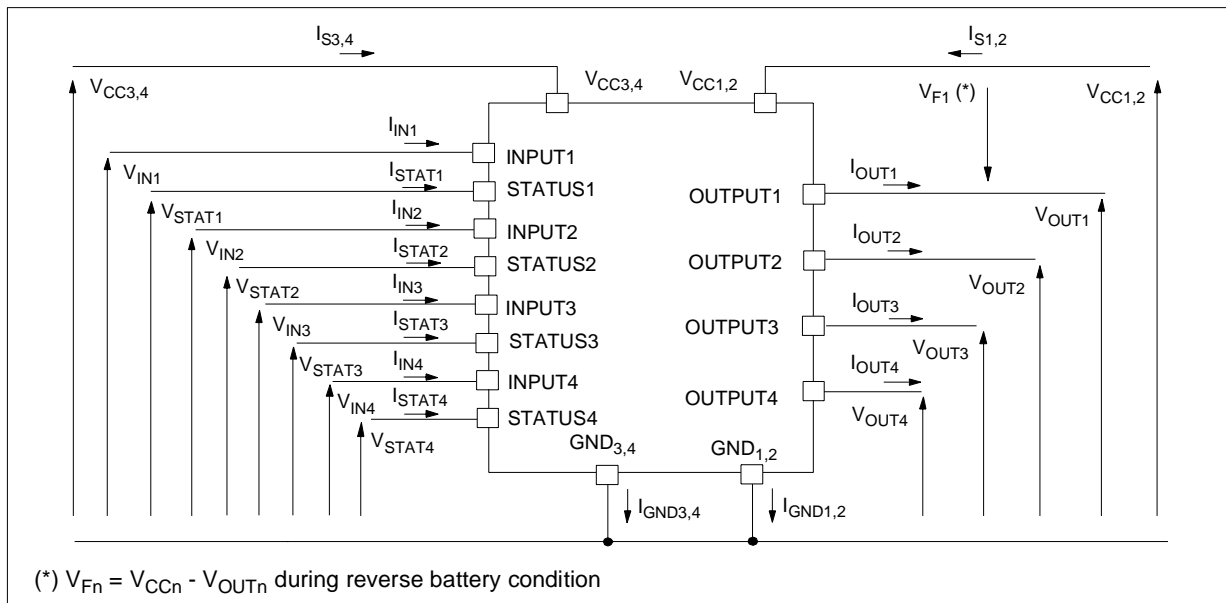 I_S3,4
I_S1,2
V_CC3,4
V_CC3,4
V_CC1,2
V_F1 (*)
V_CC1,2
I_IN1
V_IN1
INPUT1
I_STAT1
V_STAT1
STATUS1
I_OUT1
OUTPUT1
V_OUT1
I_IN2
V_IN2
INPUT2
I_STAT2
V_STAT2
STATUS2
I_OUT2
OUTPUT2
V_OUT2
I_IN3
V_IN3
INPUT3
I_STAT3
V_STAT3
STATUS3
I_OUT3
OUTPUT3
V_OUT3
I_IN4
V_IN4
INPUT4
I_STAT4
V_STAT4
STATUS4
I_OUT4
OUTPUT4
V_OUT4
GND_3,4
GND_1,2
I_GND3,4
I_GND1,2
(*) V_Fn = V_CCn - V_OUTn during reverse battery condition